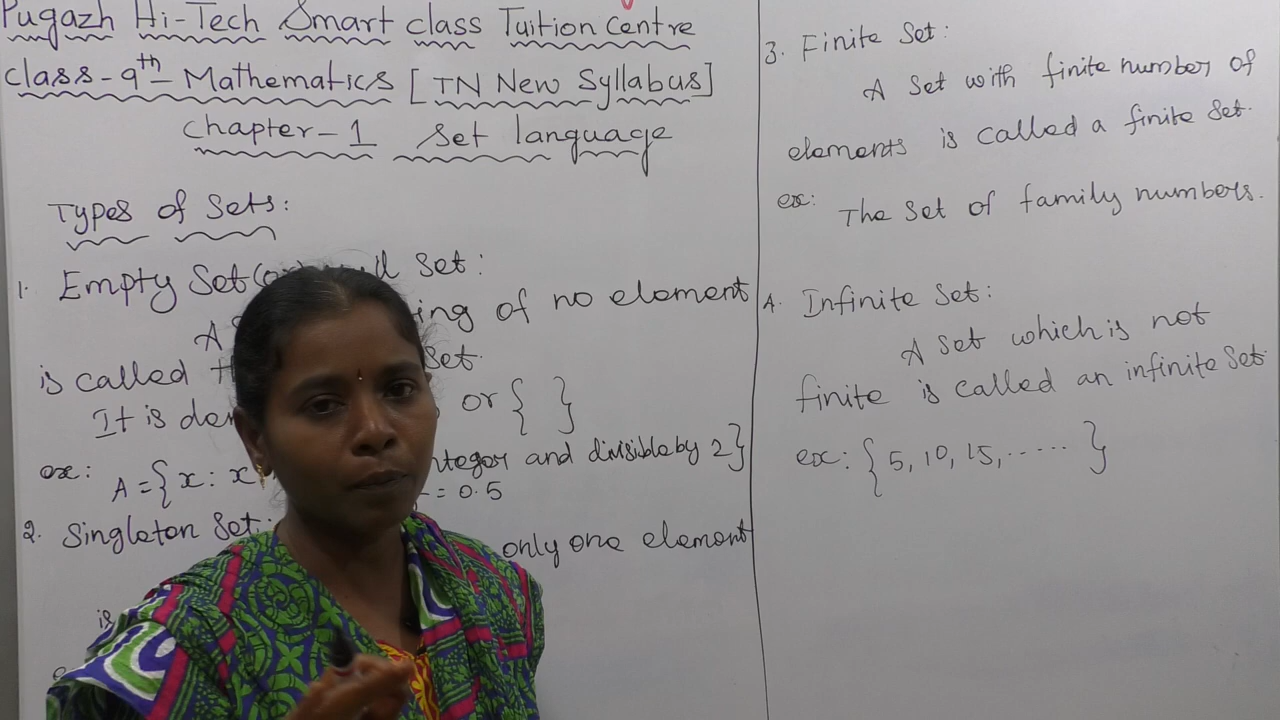 Pugazh Hi-Tech Smart class Tuition Centre
Class-9th Mathematics [TN New Syllabus]
Chapter-1 Set language
Types of Sets:
1. Empty Set(or) Set:
A of no element
is called Set.
It is or { }
ex: A={x: x and divisible by 2}
= 0.5
2. Singleton Set:
only one element
is
3. Finite Set:
A Set with finite number of
elements is called a finite Set.
ex: The Set of family numbers.
4. Infinite Set:
A Set which is not
finite is called an infinite Set.
ex: {5, 10, 15, ...... }